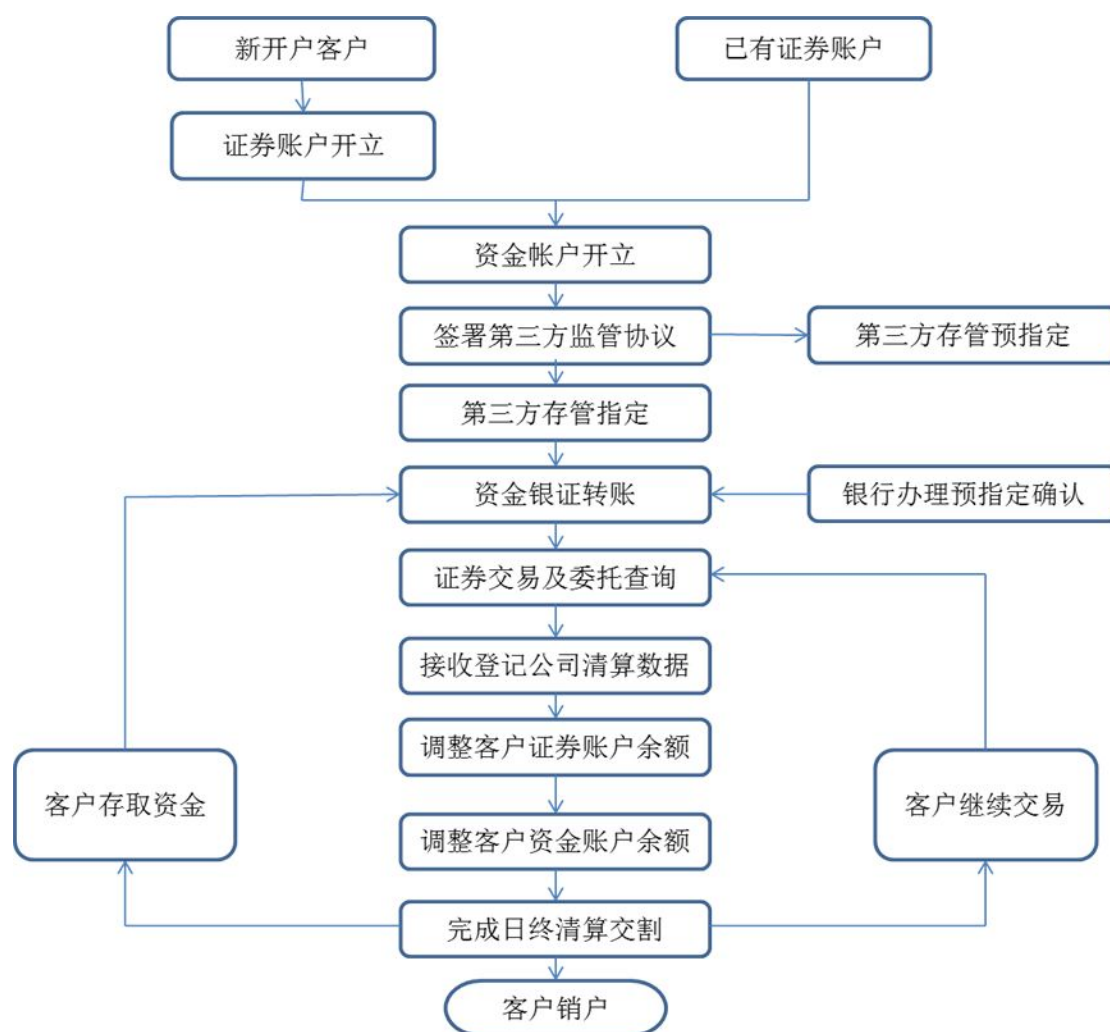 新开户客户
已有证券账户
证券账户开立
资金帐户开立
签署第三方监管协议
第三方存管预指定
第三方存管指定
资金银证转账
银行办理预指定确认
证券交易及委托查询
接收登记公司清算数据
调整客户证券账户余额
客户存取资金
客户继续交易
调整客户资金账户余额
完成日终清算交割
客户销户